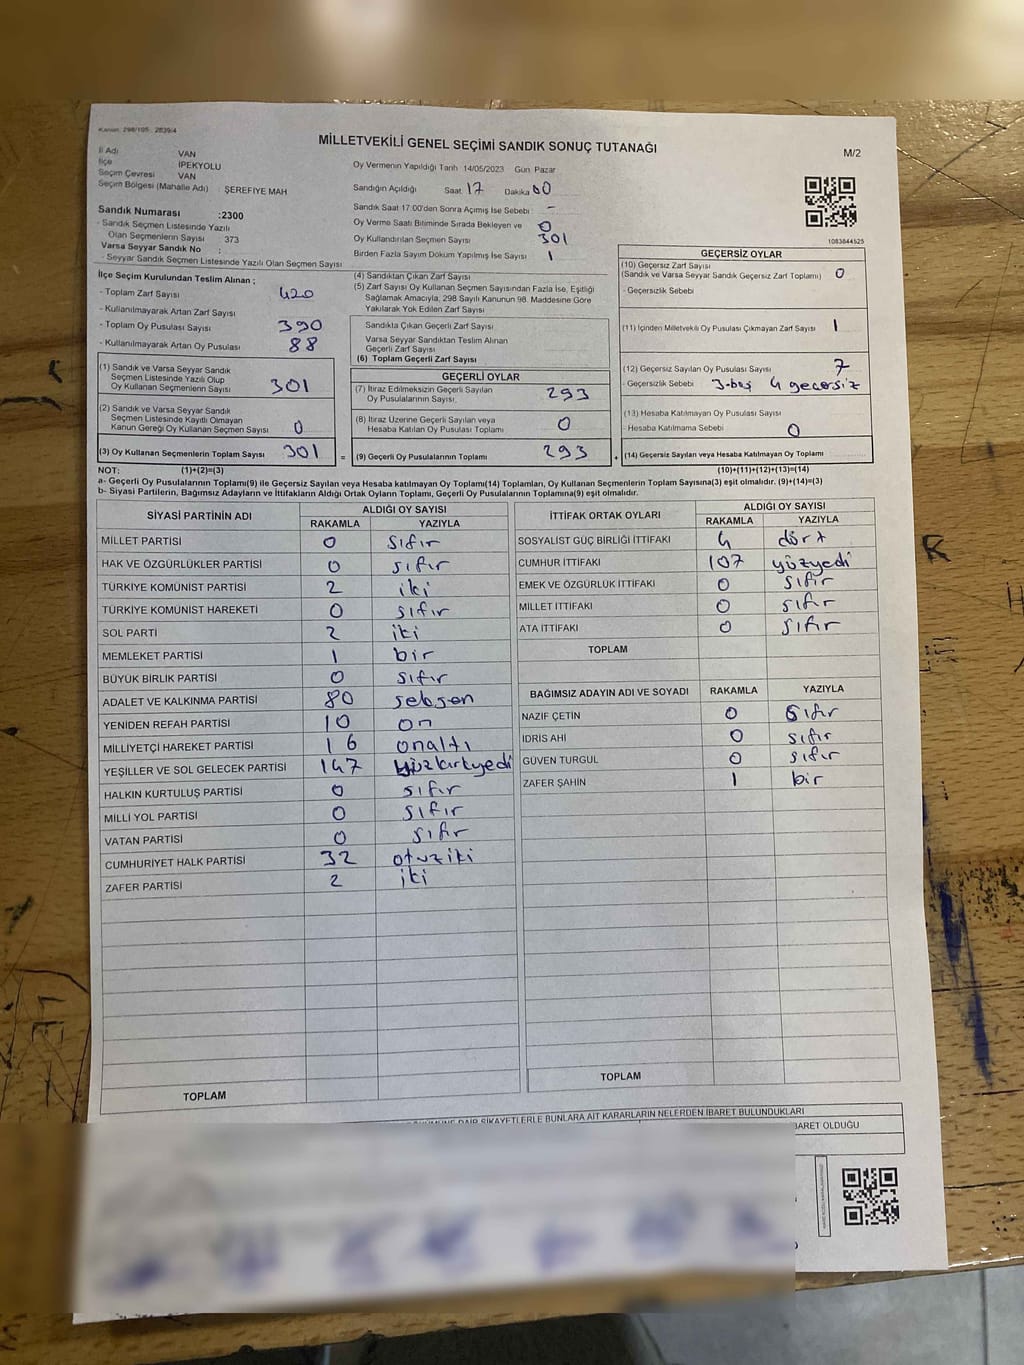 Kanun: 298/105, 2839/4
MİLLETVEKİLİ GENEL SEÇİMİ SANDIK SONUÇ TUTANAĞI
M/2
İl Adı VAN
İlçe İPEKYOLU
Seçim Çevresi VAN
Seçim Bölgesi (Mahalle Adı) : ŞEREFİYE MAH
Sandık Numarası :2300
- Sandık Seçmen Listesinde Yazılı
Olan Seçmenlerin Sayısı 373
Varsa Seyyar Sandık No :
- Seyyar Sandık Seçmen Listesinde Yazılı Olan Seçmen Sayısı
Oy Vermenin Yapıldığı Tarih 14/05/2023 Gün Pazar
Sandığın Açıldığı Saat 17 Dakika 00
Sandık Saat 17:00'den Sonra Açımış İse Sebebi : -
Oy Verme Saati Bitiminde Sırada Bekleyen ve 0
Oy Kullandırılan Seçmen Sayısı 301
Birden Fazla Sayım Döküm Yapılmış İse Sayısı 1
1083844525
İlçe Seçim Kurulundan Teslim Alınan ;
- Toplam Zarf Sayısı 420
- Kullanılmayarak Artan Zarf Sayısı
- Toplam Oy Pusulası Sayısı 390
- Kullanılmayarak Artan Oy Pusulası 88
(1) Sandık ve Varsa Seyyar Sandık
Seçmen Listesinde Yazılı Olup
Oy Kullanan Seçmenlerin Sayısı 301
(2) Sandık ve Varsa Seyyar Sandık
Seçmen Listesinde Kayıtlı Olmayan
Kanun Gereği Oy Kullanan Seçmen Sayısı 0
(3) Oy Kullanan Seçmenlerin Toplam Sayısı 301 =
(4) Sandıktan Çıkan Zarf Sayısı
(5) Zarf Sayısı Oy Kullanan Seçmen Sayısından Fazla İse, Eşitliği
Sağlamak Amacıyla, 298 Sayılı Kanunun 98. Maddesine Göre
Yakılarak Yok Edilen Zarf Sayısı
Sandıkta Çıkan Geçerli Zarf Sayısı
Varsa Seyyar Sandıktan Teslim Alınan
Geçerli Zarf Sayısı
(6) Toplam Geçerli Zarf Sayısı
GEÇERLİ OYLAR
(7) İtiraz Edilmeksizin Geçerli Sayılan
Oy Pusulalarının Sayısı. 293
(8) İtiraz Üzerine Geçerli Sayılan veya
Hesaba Katılan Oy Pusulası Toplamı 0
(9) Geçerli Oy Pusulalarının Toplamı 293 +
GEÇERSİZ OYLAR
(10) Geçersiz Zarf Sayısı
(Sandık ve Varsa Seyyar Sandık Geçersiz Zarf Toplamı) 0
- Geçersizlik Sebebi
(11) İçinden Milletvekili Oy Pusulası Çıkmayan Zarf Sayısı 1
(12) Geçersiz Sayılan Oy Pusulası Sayısı 7
- Geçersizlik Sebebi 3-boş 4 geçersiz
(13) Hesaba Katılmayan Oy Pusulası Sayısı
- Hesaba Katılmama Sebebi 0
(14) Geçersiz Sayılan veya Hesaba Katılmayan Oy Pusulası Toplamı
NOT: (1)+(2)=(3) (10)+(11)+(12)+(13)=(14)
a- Geçerli Oy Pusulalarının Toplamı(9) ile Geçersiz Sayılan veya Hesaba katılmayan Oy Toplamı(14) Toplamları, Oy Kullanan Seçmenlerin Toplam Sayısına(3) eşit olmalıdır. (9)+(14)=(3)
b- Siyasi Partilerin, Bağımsız Adayların ve İttifakların Aldığı Ortak Oyların Toplamı, Geçerli Oy Pusulalarının Toplamına(9) eşit olmalıdır.
SİYASİ PARTİNİN ADI ALDIĞI OY SAYISI
RAKAMLA YAZIYLA
MİLLET PARTİSİ 0 sıfır
HAK VE ÖZGÜRLÜKLER PARTİSİ 0 sıfır
TÜRKİYE KOMÜNİST PARTİSİ 2 iki
TÜRKİYE KOMÜNİST HAREKETİ 0 sıfır
SOL PARTİ 2 iki
MEMLEKET PARTİSİ 1 bir
BÜYÜK BİRLİK PARTİSİ 0 sıfır
ADALET VE KALKINMA PARTİSİ 80 seksen
YENİDEN REFAH PARTİSİ 10 on
MİLLİYETÇİ HAREKET PARTİSİ 16 onaltı
YEŞİLLER VE SOL GELECEK PARTİSİ 147 yüzkırkyedi
HALKIN KURTULUŞ PARTİSİ 0 sıfır
MİLLİ YOL PARTİSİ 0 sıfır
VATAN PARTİSİ 0 sıfır
CUMHURİYET HALK PARTİSİ 32 otuziki
ZAFER PARTİSİ 2 iki
TOPLAM
İTTİFAK ORTAK OYLARI ALDIĞI OY SAYISI
RAKAMLA YAZIYLA
SOSYALİST GÜÇ BİRLİĞİ İTTİFAKI 4 dört
CUMHUR İTTİFAKI 107 yüzyedi
EMEK VE ÖZGÜRLÜK İTTİFAKI 0 sıfır
MİLLET İTTİFAKI 0 sıfır
ATA İTTİFAKI 0 sıfır
TOPLAM
BAĞIMSIZ ADAYIN ADI VE SOYADI RAKAMLA YAZIYLA
NAZİF ÇETİN 0 sıfır
İDRİS AHİ 0 sıfır
GÜVEN TURGUL 0 sıfır
ZAFER ŞAHİN 1 bir
TOPLAM
DAİR ŞİKAYETLERLE BUNLARA AİT KARARLARIN NELERDEN İBARET BULUNDUKLARI
BARET OLDUĞU